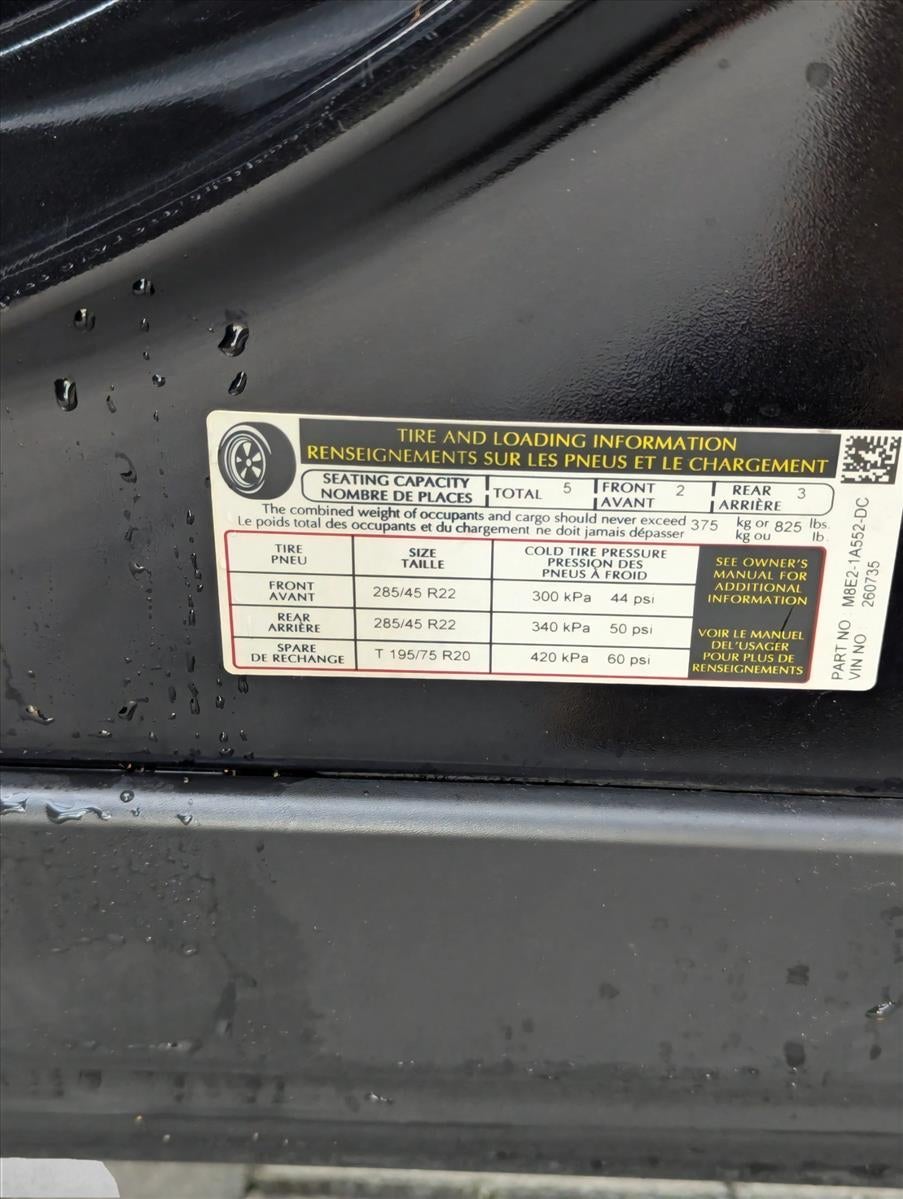 TIRE AND LOADING INFORMATION
RENSEIGNEMENTS SUR LES PNEUS ET LE CHARGEMENT
SEATING CAPACITY
NOMBRE DE PLACES
TOTAL 5
FRONT
AVANT 2
REAR
ARRIÈRE 3
The combined weight of occupants and cargo should never exceed 375 kg or 825 lbs.
Le poids total des occupants et du chargement ne doit jamais dépasser kg ou lb.
TIRE
PNEU
SIZE
TAILLE
COLD TIRE PRESSURE
PRESSION DES
PNEUS À FROID
FRONT
AVANT
285/45 R22
300 kPa 44 psi
REAR
ARRIÈRE
285/45 R22
340 kPa 50 psi
SPARE
DE RECHANGE
T 195/75 R20
420 kPa 60 psi
SEE OWNER'S
MANUAL FOR
ADDITIONAL
INFORMATION
VOIR LE MANUEL
DEL'USAGER
POUR PLUS DE
RENSEIGNEMENTS
PART NO : M8E2-1A552-DC
VIN NO : 260735